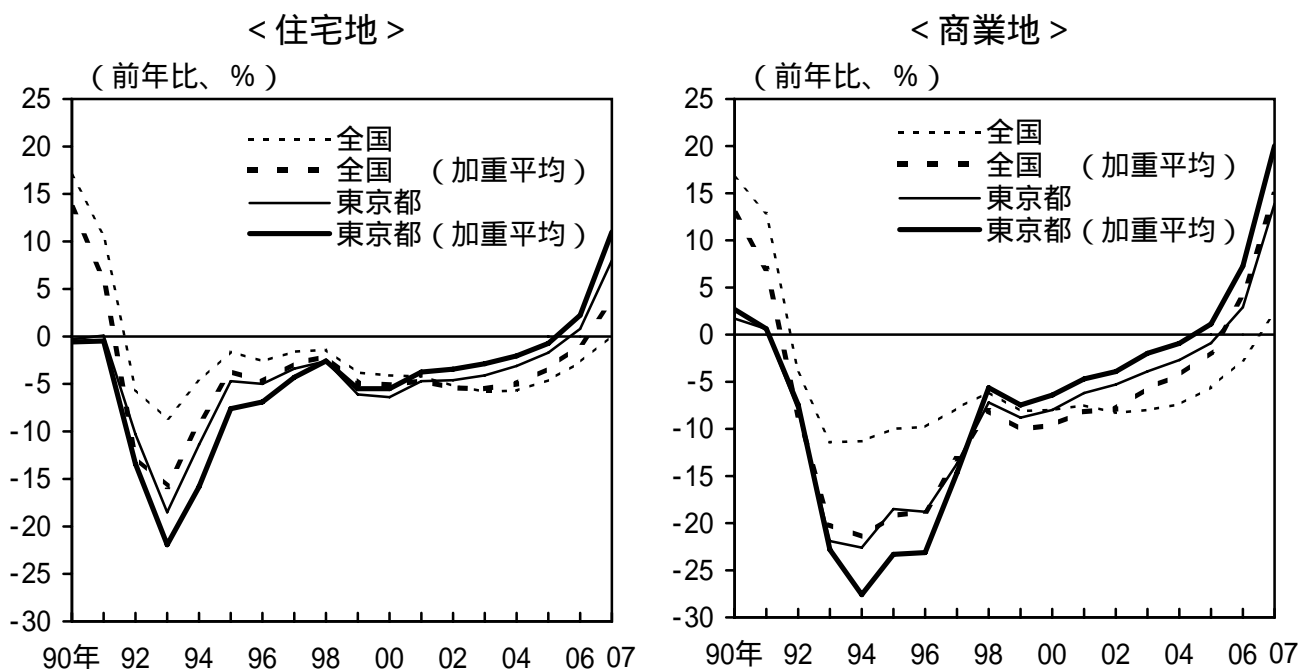 ＜住宅地＞
（前年比、％）
25
20
15
10
5
0
-5
-10
-15
-20
-25
-30
全国
全国　（加重平均）
東京都
東京都（加重平均）
90年 92 94 96 98 00 02 04 06 07
＜商業地＞
（前年比、％）
25
20
15
10
5
0
-5
-10
-15
-20
-25
-30
全国
全国　（加重平均）
東京都
東京都（加重平均）
90年 92 94 96 98 00 02 04 06 07